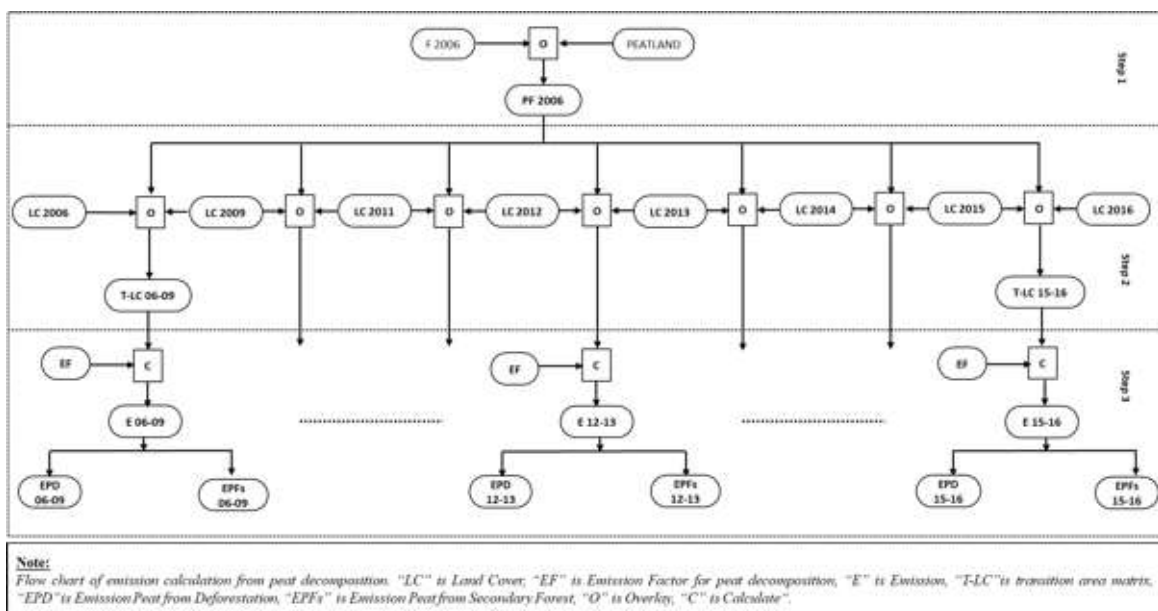 F 2006
O
PEATLAND
Step 1
PF 2006
LC 2006
O
LC 2009
O
LC 2011
O
LC 2012
O
LC 2013
O
LC 2014
O
LC 2015
O
LC 2016
Step 2
T-LC 06-09
T-LC 15-16
EF
C
EF
C
EF
C
Step 3
E 06-09
E 12-13
E 15-16
EPD
06-09
EPFs
06-09
EPD
12-13
EPFs
12-13
EPD
15-16
EPFs
15-16
Note:
Flow chart of emission calculation from peat decomposition. "LC" is Land Cover, "EF" is Emission Factor for peat decomposition, "E" is Emission, "T-LC"is transition area matrix,
"EPD"is Emission Peat from Deforestation, "EPFs" is Emission Peat from Secondary Forest, "O" is Overlay, "C" is Calculate".